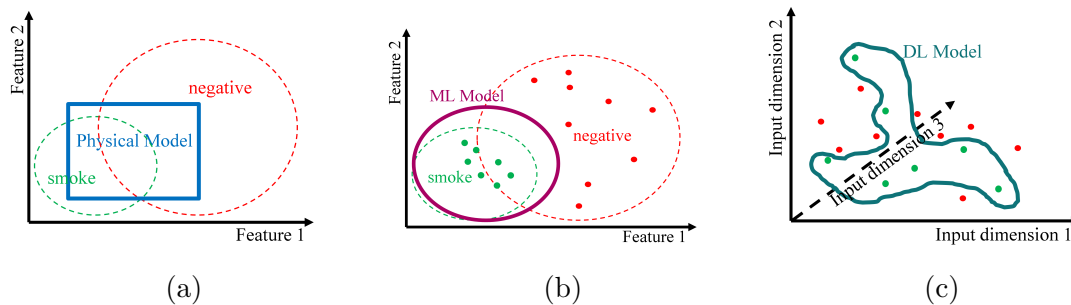 Feature 2
negative
Physical Model
smoke
Feature 1
(a)
Feature 2
ML Model
negative
smoke
Feature 1
(b)
Input dimension 2
DL Model
Input dimension 3
Input dimension 1
(c)